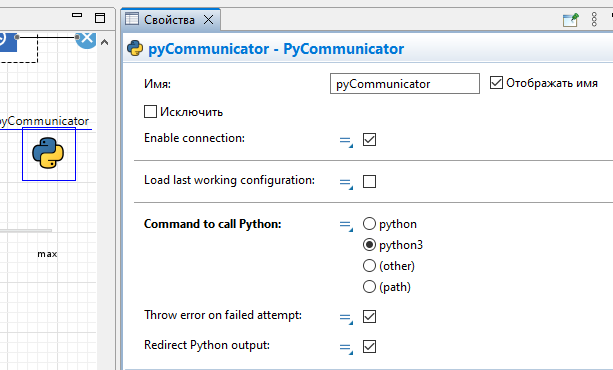 Свойства
pyCommunicator - PyCommunicator
Имя:
pyCommunicator
Отображать имя
Исключить
yCommunicator
Enable connection:
Load last working configuration:
Command to call Python:
python
python3
(other)
(path)
max
Throw error on failed attempt:
Redirect Python output: